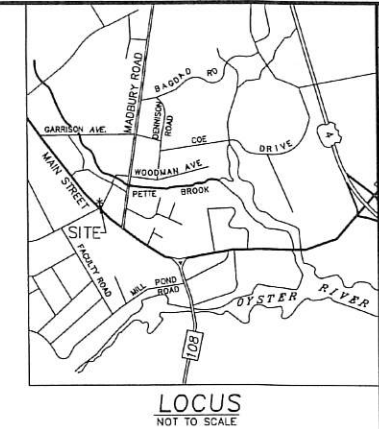 BAGDAD RD
MADBURY ROAD
DENNISON
ROAD
4
GARRISON AVE.
COE
DRIVE
MAIN STREET
WOODMAN AVE
PETTE BROOK
SITE
FACULTY ROAD
MILL POND
ROAD
OYSTER RIVER
108
LOCUS
NOT TO SCALE